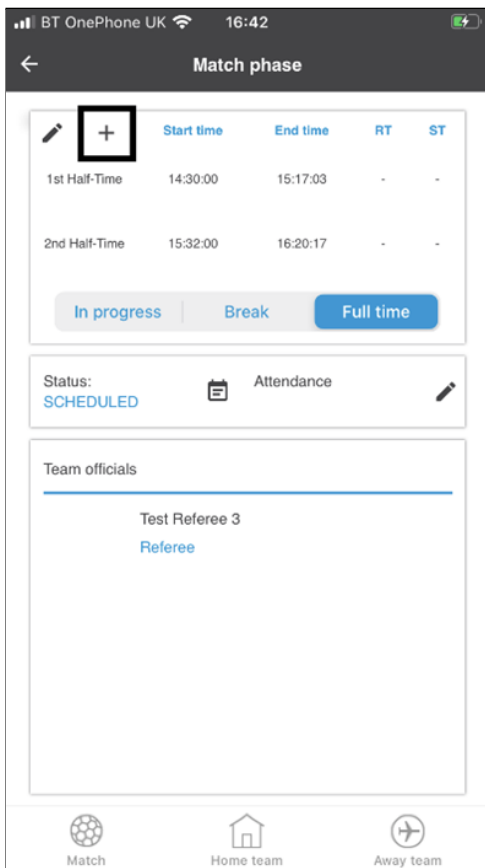 BT OnePhone UK 16:42
Match phase
+ Start time End time RT ST
1st Half-Time 14:30:00 15:17:03 - -
2nd Half-Time 15:32:00 16:20:17 - -
In progress Break Full time
Status: Attendance
SCHEDULED
Team officials
Test Referee 3
Referee
Match Home team Away team